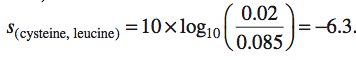 s(cysteine, leucine) = 10 × log10 (0.02 / 0.085) = −6.3.